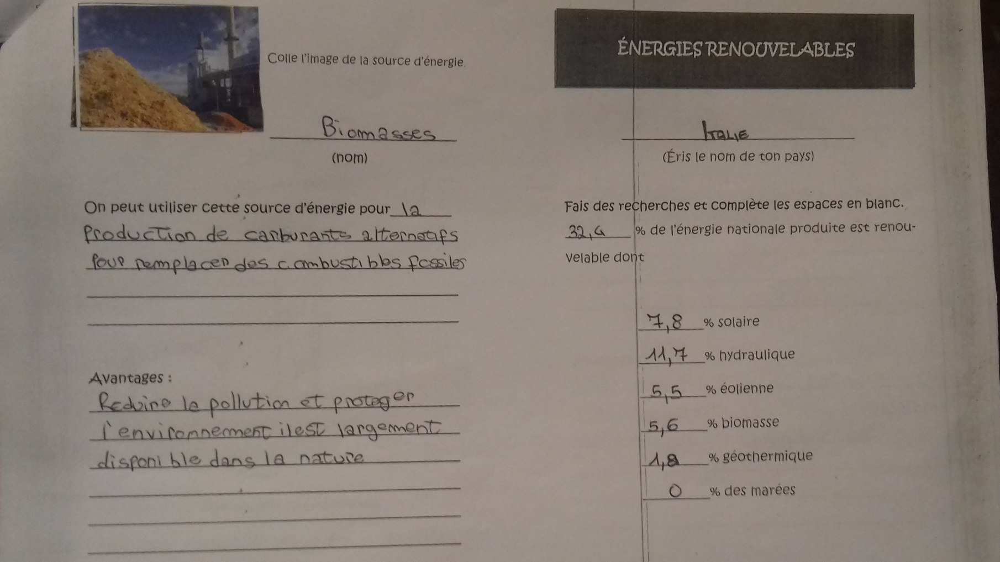 Colle l'image de la source d'énergie.
Biomasses
(nom)
On peut utiliser cette source d'énergie pour la
production de carburants alternatifs
pour remplacer des combustibles fossiles
Avantages :
Reduire la pollution et proteger
l'environnement il est largement
disponible dans la nature
ÉNERGIES RENOUVELABLES
ITALIE
(Éris le nom de ton pays)
Fais des recherches et complète les espaces en blanc.
32,4 % de l'énergie nationale produite est renou-
velable dont
7,8 % solaire
11,7 % hydraulique
5,5 % éolienne
5,6 % biomasse
1,8 % géothermique
0 % des marées